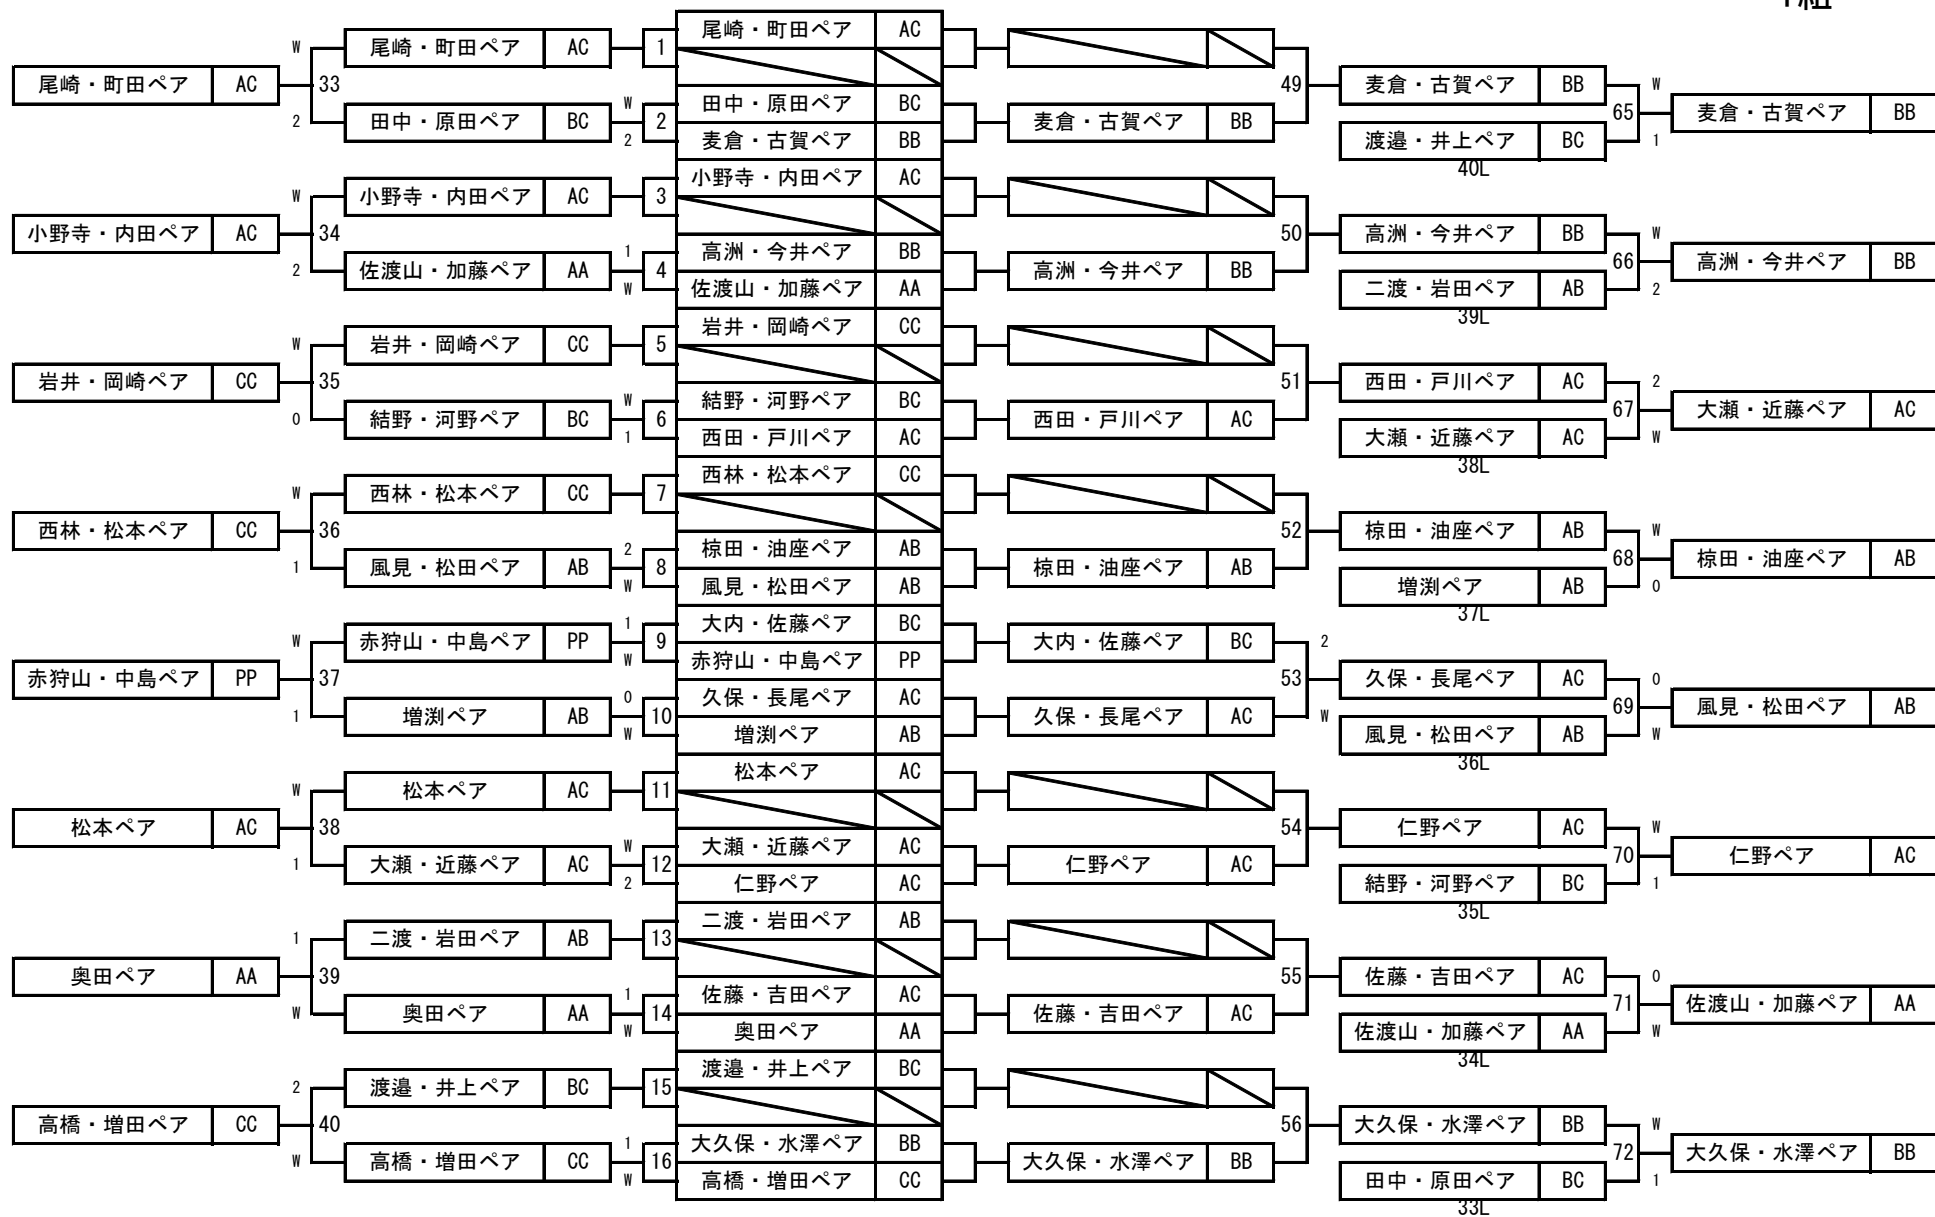 組
尾崎・町田ペア AC
W 尾崎・町田ペア AC 1
尾崎・町田ペア AC 33 49 麦倉・古賀ペア BB W
W 田中・原田ペア BC 65 麦倉・古賀ペア BB
2 田中・原田ペア BC 2 麦倉・古賀ペア BB
2 麦倉・古賀ペア BB 渡邉・井上ペア BC 1
40L
小野寺・内田ペア AC
W 小野寺・内田ペア AC 3
小野寺・内田ペア AC 34 50 高洲・今井ペア BB W
1 高洲・今井ペア BB 66 高洲・今井ペア BB
2 佐渡山・加藤ペア AA 4 高洲・今井ペア BB
W 佐渡山・加藤ペア AA 二渡・岩田ペア AB 2
39L
岩井・岡崎ペア CC
W 岩井・岡崎ペア CC 5
岩井・岡崎ペア CC 35 51 西田・戸川ペア AC 2
W 結野・河野ペア BC 67 大瀬・近藤ペア AC
0 結野・河野ペア BC 6 西田・戸川ペア AC
1 西田・戸川ペア AC 大瀬・近藤ペア AC W
38L
西林・松本ペア CC
W 西林・松本ペア CC 7
西林・松本ペア CC 36 52 椋田・油座ペア AB W
2 椋田・油座ペア AB 68 椋田・油座ペア AB
1 風見・松田ペア AB 8 椋田・油座ペア AB
W 風見・松田ペア AB 増渕ペア AB 0
37L
1 大内・佐藤ペア BC
W 赤狩山・中島ペア PP 9 大内・佐藤ペア BC 2
W 赤狩山・中島ペア PP
赤狩山・中島ペア PP 37 53 久保・長尾ペア AC 0
0 久保・長尾ペア AC 69 風見・松田ペア AB
1 増渕ペア AB 10 久保・長尾ペア AC W
W 増渕ペア AB 風見・松田ペア AB W
36L
松本ペア AC
W 松本ペア AC 11
松本ペア AC 38 54 仁野ペア AC W
W 大瀬・近藤ペア AC 70 仁野ペア AC
1 大瀬・近藤ペア AC 12 仁野ペア AC
2 仁野ペア AC 結野・河野ペア BC 1
35L
二渡・岩田ペア AB
1 二渡・岩田ペア AB 13
奥田ペア AA 39 55 佐藤・吉田ペア AC 0
1 佐藤・吉田ペア AC 71 佐渡山・加藤ペア AA
W 奥田ペア AA 14 佐藤・吉田ペア AC
W 奥田ペア AA 佐渡山・加藤ペア AA W
34L
渡邉・井上ペア BC
2 渡邉・井上ペア BC 15
高橋・増田ペア CC 40 56 大久保・水澤ペア BB W
1 大久保・水澤ペア BB 72 大久保・水澤ペア BB
W 高橋・増田ペア CC 16 大久保・水澤ペア BB
W 高橋・増田ペア CC 田中・原田ペア BC 1
33L